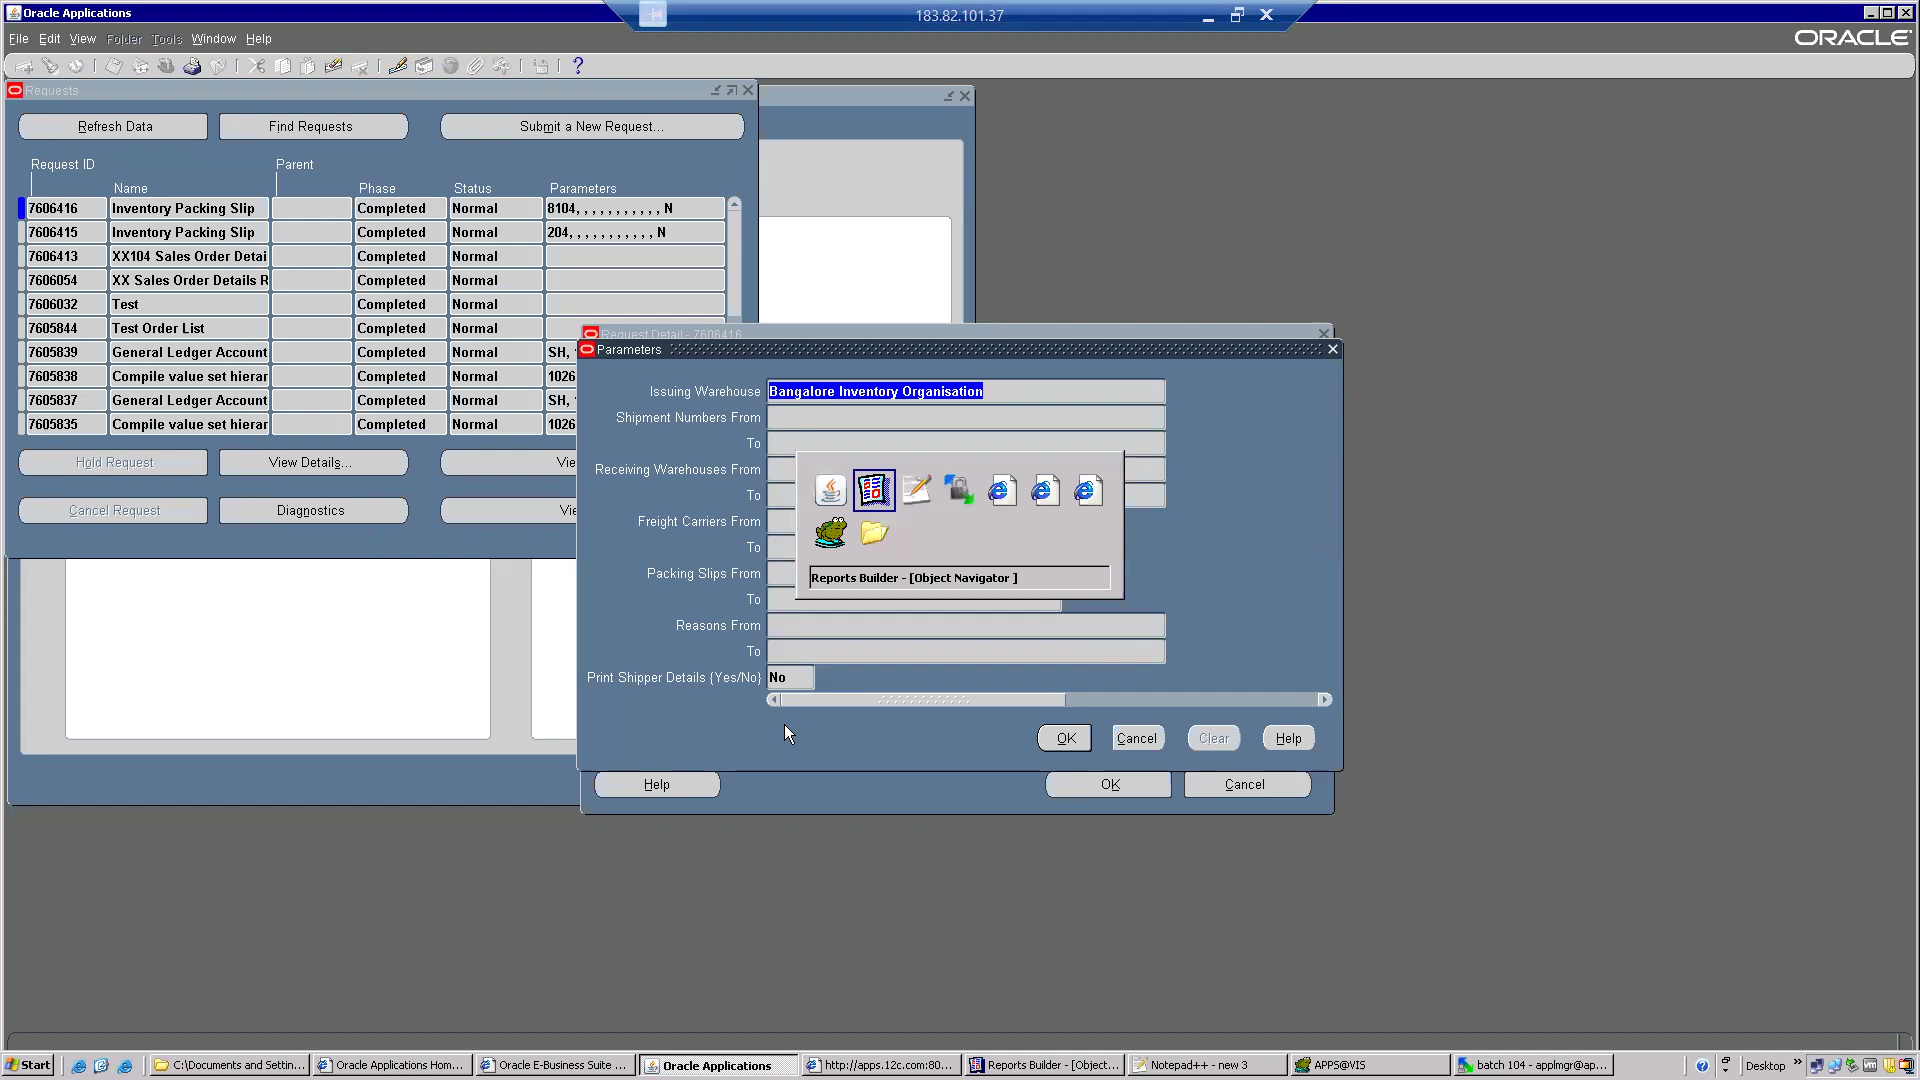 Oracle Applications
183.82.101.37
File Edit View Folder Tools Window Help
ORACLE
Requests
Refresh Data
Find Requests
Submit a New Request...
Request ID
Parent
Name
Phase
Status
Parameters
7606416 Inventory Packing Slip Completed Normal 8104, , , , , , , , , , , N
7606415 Inventory Packing Slip Completed Normal 204, , , , , , , , , , , N
7606413 XX104 Sales Order Detai Completed Normal
7606054 XX Sales Order Details R Completed Normal
7606032 Test Completed Normal
7605844 Test Order List Completed Normal
7605839 General Ledger Account Completed Normal SH,
7605838 Compile value set hierar Completed Normal 1026
7605837 General Ledger Account Completed Normal SH,
7605835 Compile value set hierar Completed Normal 1026
Hold Request
View Details...
Vie
Cancel Request
Diagnostics
Vie
Request Detail - 7606416
Parameters
Issuing Warehouse Bangalore Inventory Organisation
Shipment Numbers From
To
Receiving Warehouses From
To
Freight Carriers From
To
Packing Slips From
To
Reasons From
To
Print Shipper Details {Yes/No} No
Reports Builder - [Object Navigator ]
OK
Cancel
Clear
Help
Help
OK
Cancel
Start
C:\Documents and Settin...
Oracle Applications Hom...
Oracle E-Business Suite ...
Oracle Applications
http://apps.12c.com:80...
Reports Builder - [Object...
Notepad++ - new 3
APPS@VIS
batch 104 - applmgr@ap...
Desktop